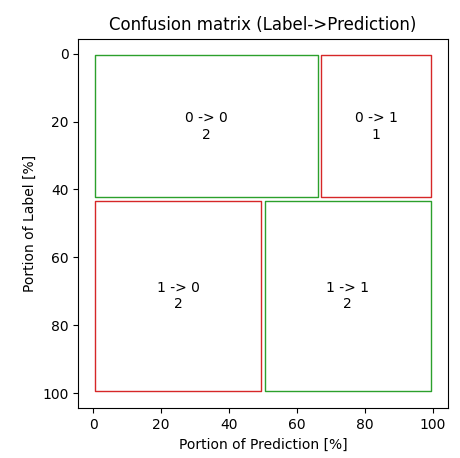 Confusion matrix (Label->Prediction)
0
20
40
60
80
100
Portion of Label [%]
0 -> 0
2
0 -> 1
1
1 -> 0
2
1 -> 1
2
0
20
40
60
80
100
Portion of Prediction [%]